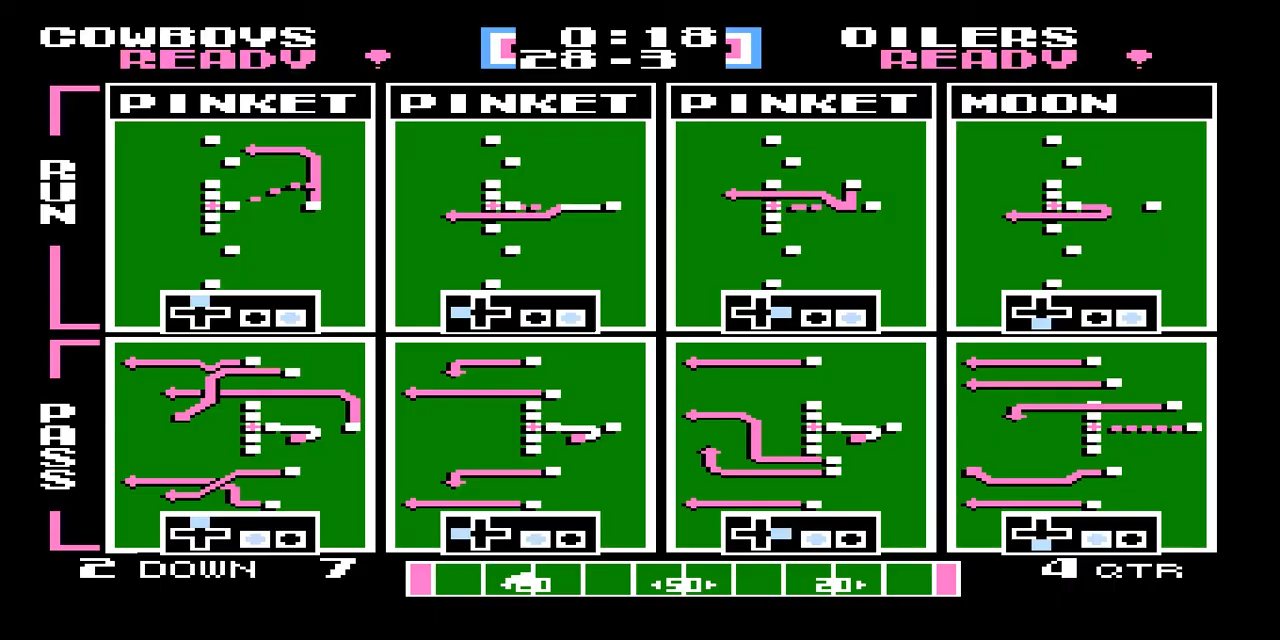 COWBOYS 0:18 OILERS
READY 28-3 READY
PINKET PINKET PINKET MOON
RUN
PASS
2 DOWN 7 4 QTR
20 ◂50▸ 20▸